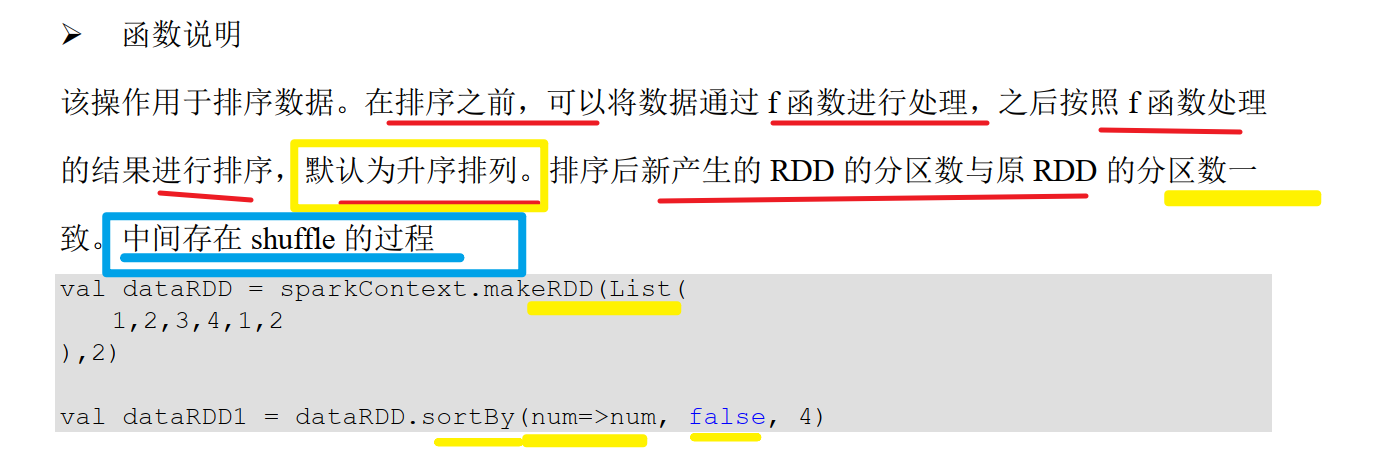 ➢ 函数说明
该操作用于排序数据。在排序之前，可以将数据通过 f 函数进行处理，之后按照 f 函数处理
的结果进行排序，默认为升序排列。排序后新产生的 RDD 的分区数与原 RDD 的分区数一
致。中间存在 shuffle 的过程
val dataRDD = sparkContext.makeRDD(List(
1,2,3,4,1,2
),2)
val dataRDD1 = dataRDD.sortBy(num=>num, false, 4)